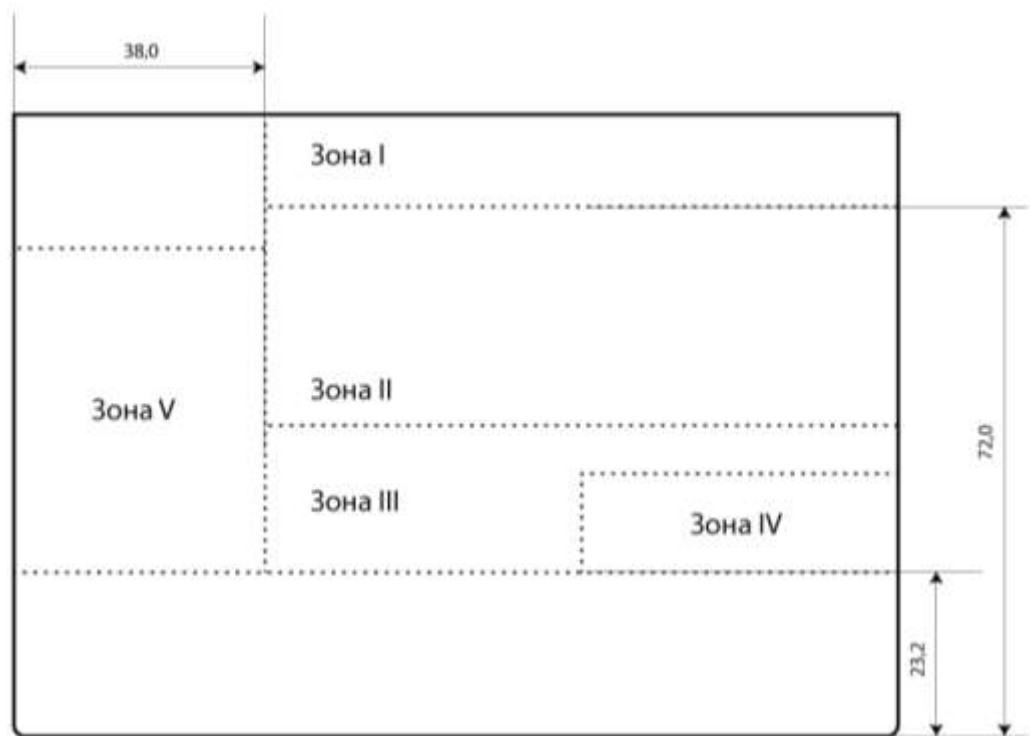 38,0
Зона I
Зона II
Зона V
72,0
Зона III
Зона IV
23,2